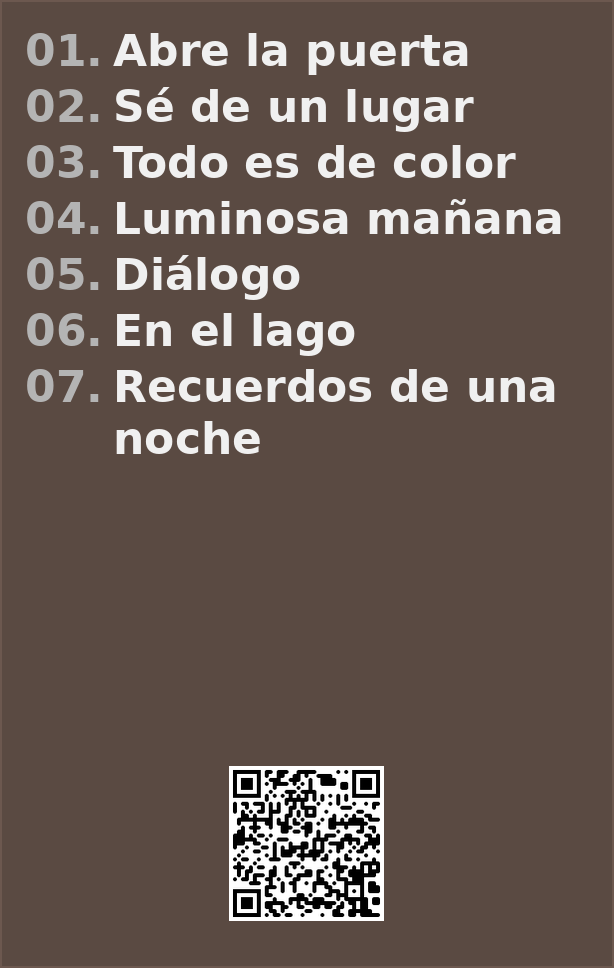 01. Abre la puerta
02. Sé de un lugar
03. Todo es de color
04. Luminosa mañana
05. Diálogo
06. En el lago
07. Recuerdos de una
noche